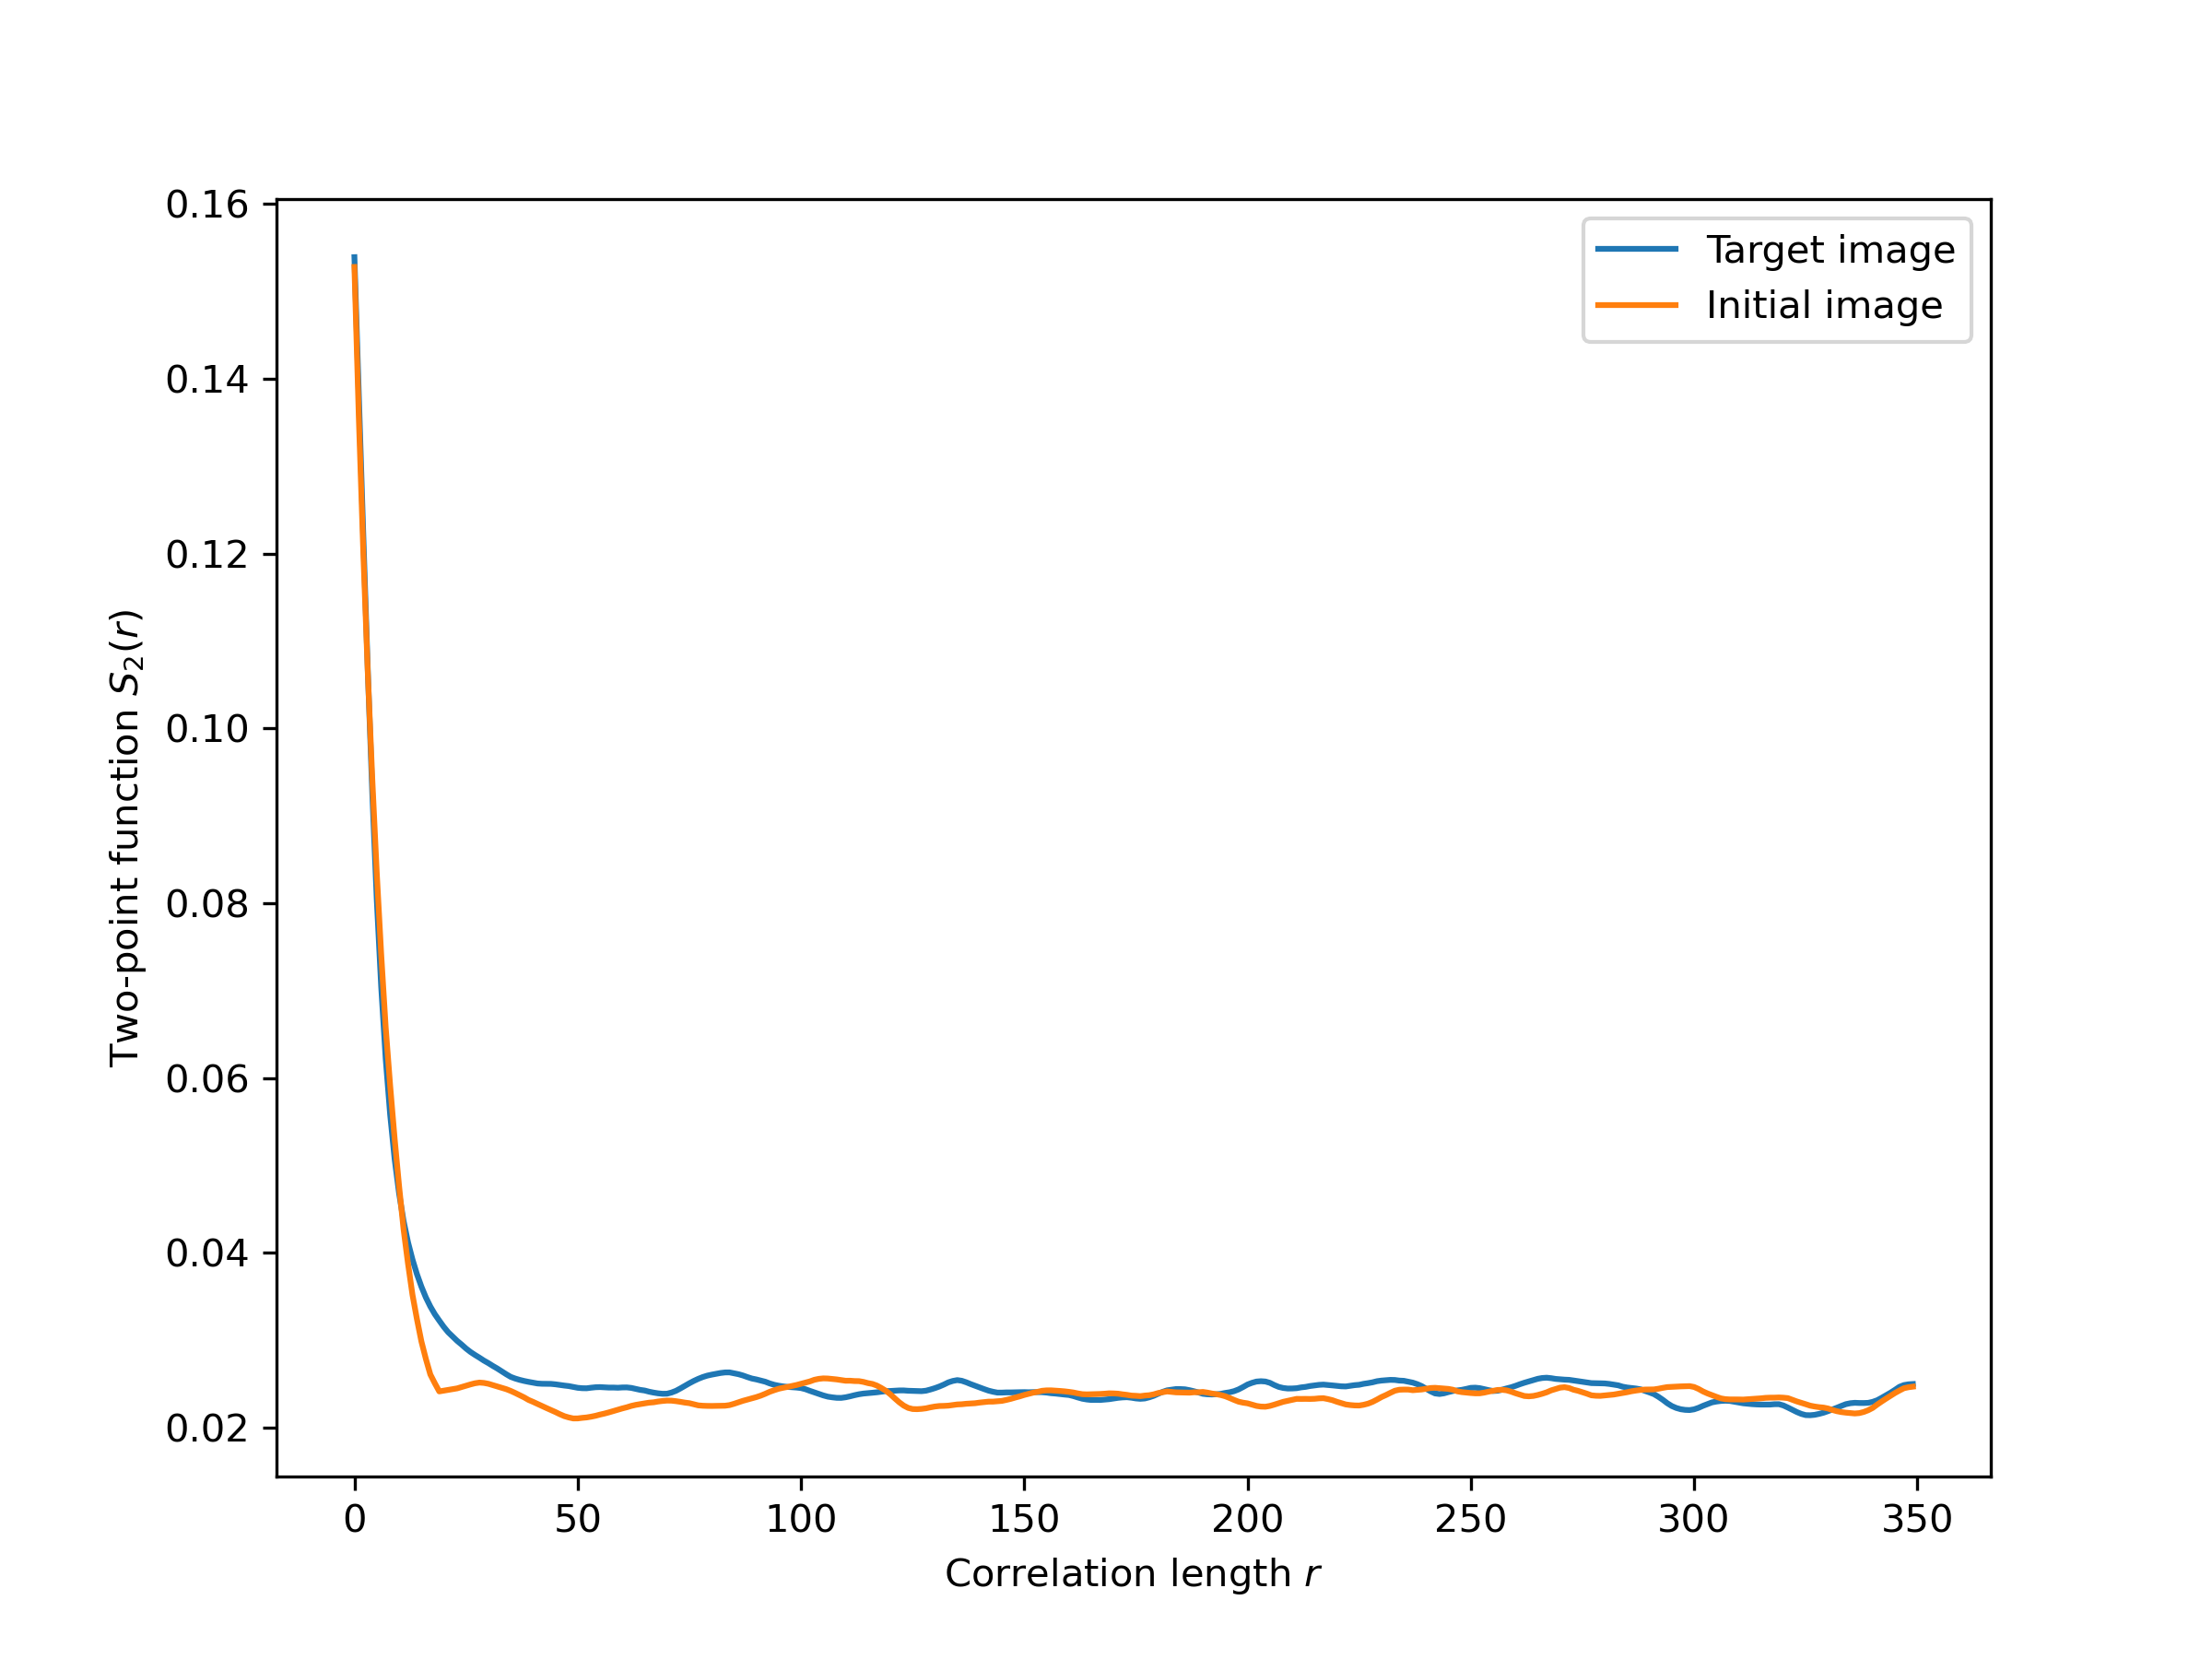 0.16
0.14
0.12
0.10
0.08
0.06
0.04
0.02
Two-point function S₂(r)
0 50 100 150 200 250 300 350
Correlation length r
Target image
Initial image